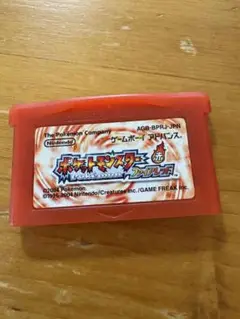 AGB-BPRJ-JPN
The Pokémon Company
Nintendo
ゲームボーイ アドバンス
ポケットモンスター
ファイアレッド
©2004 Pokémon
©1995-2004 Nintendo/Creatures inc./GAME FREAK inc.